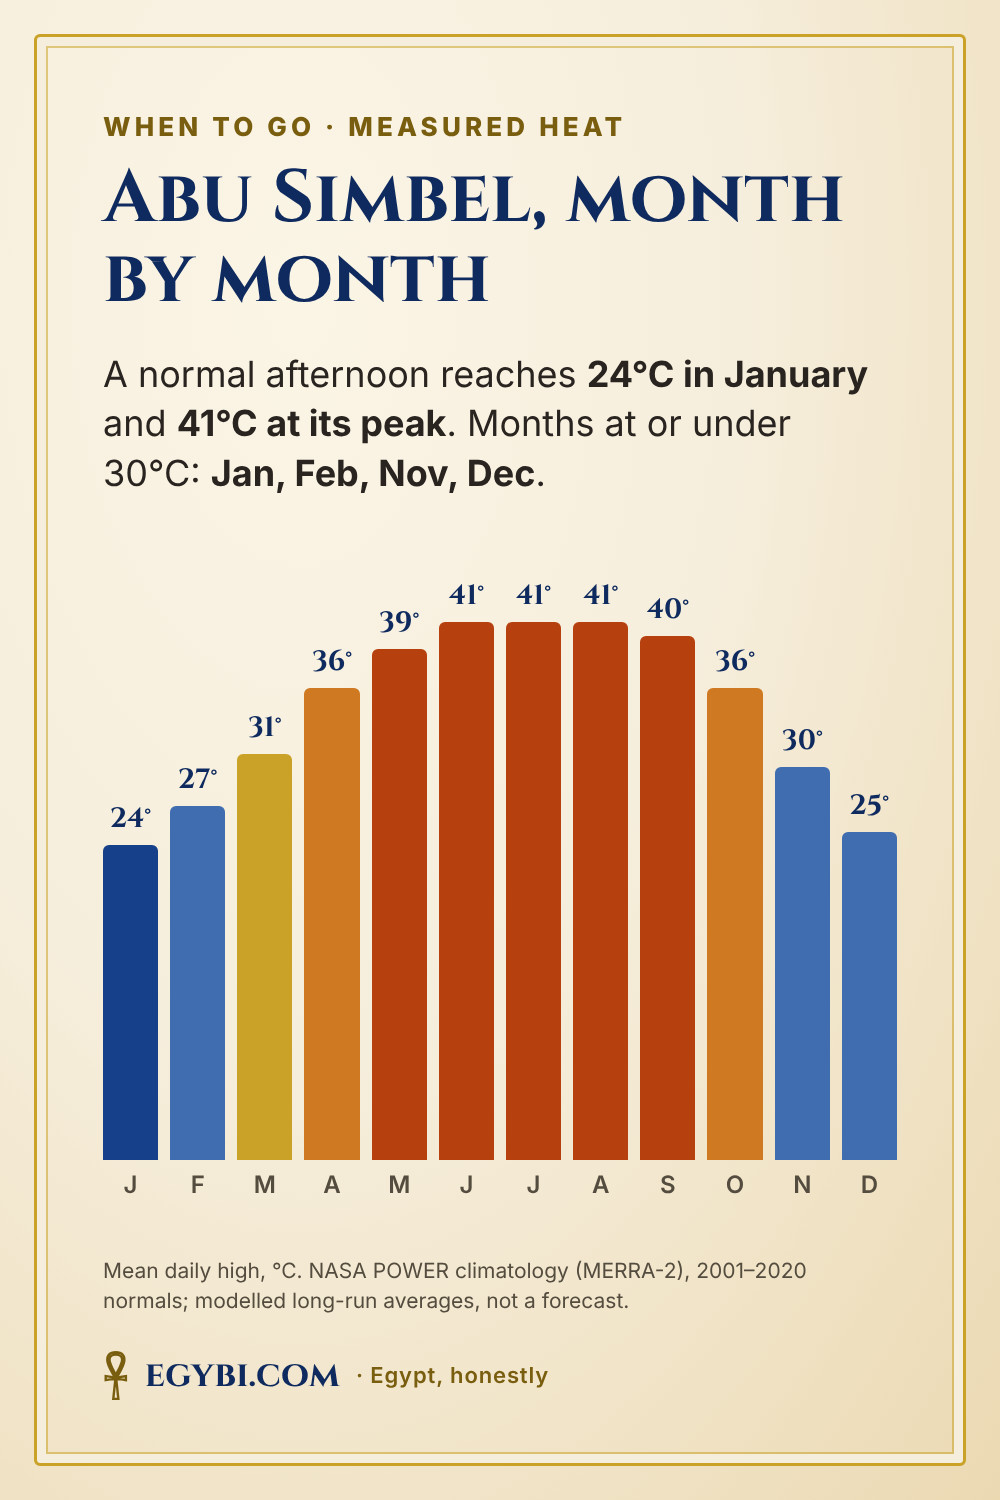 WHEN TO GO · MEASURED HEAT
ABU SIMBEL, MONTH
BY MONTH
A normal afternoon reaches 24°C in January
and 41°C at its peak. Months at or under
30°C: Jan, Feb, Nov, Dec.
24° 27° 31° 36° 39° 41° 41° 41° 40° 36° 30° 25°
J F M A M J J A S O N D
Mean daily high, °C. NASA POWER climatology (MERRA-2), 2001–2020
normals; modelled long-run averages, not a forecast.
EGYBI.COM · Egypt, honestly